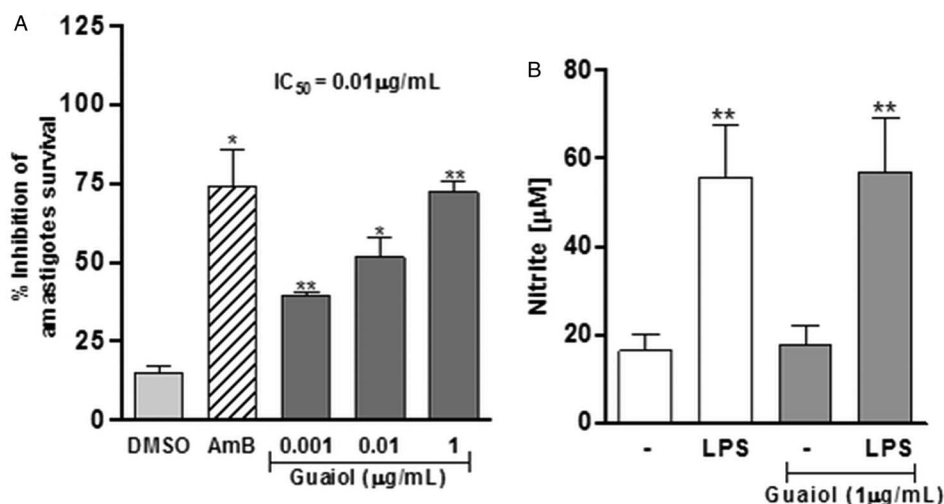 A
% Inhibition of
amastigotes survival
125
100
75
50
25
0
IC50 = 0.01µg/mL
*
**
*
**
DMSO AmB 0.001 0.01 1
Guaiol (µg/mL)
B
Nitrite [µM]
80
60
40
20
0
**
**
- LPS - LPS
Guaiol (1µg/mL)